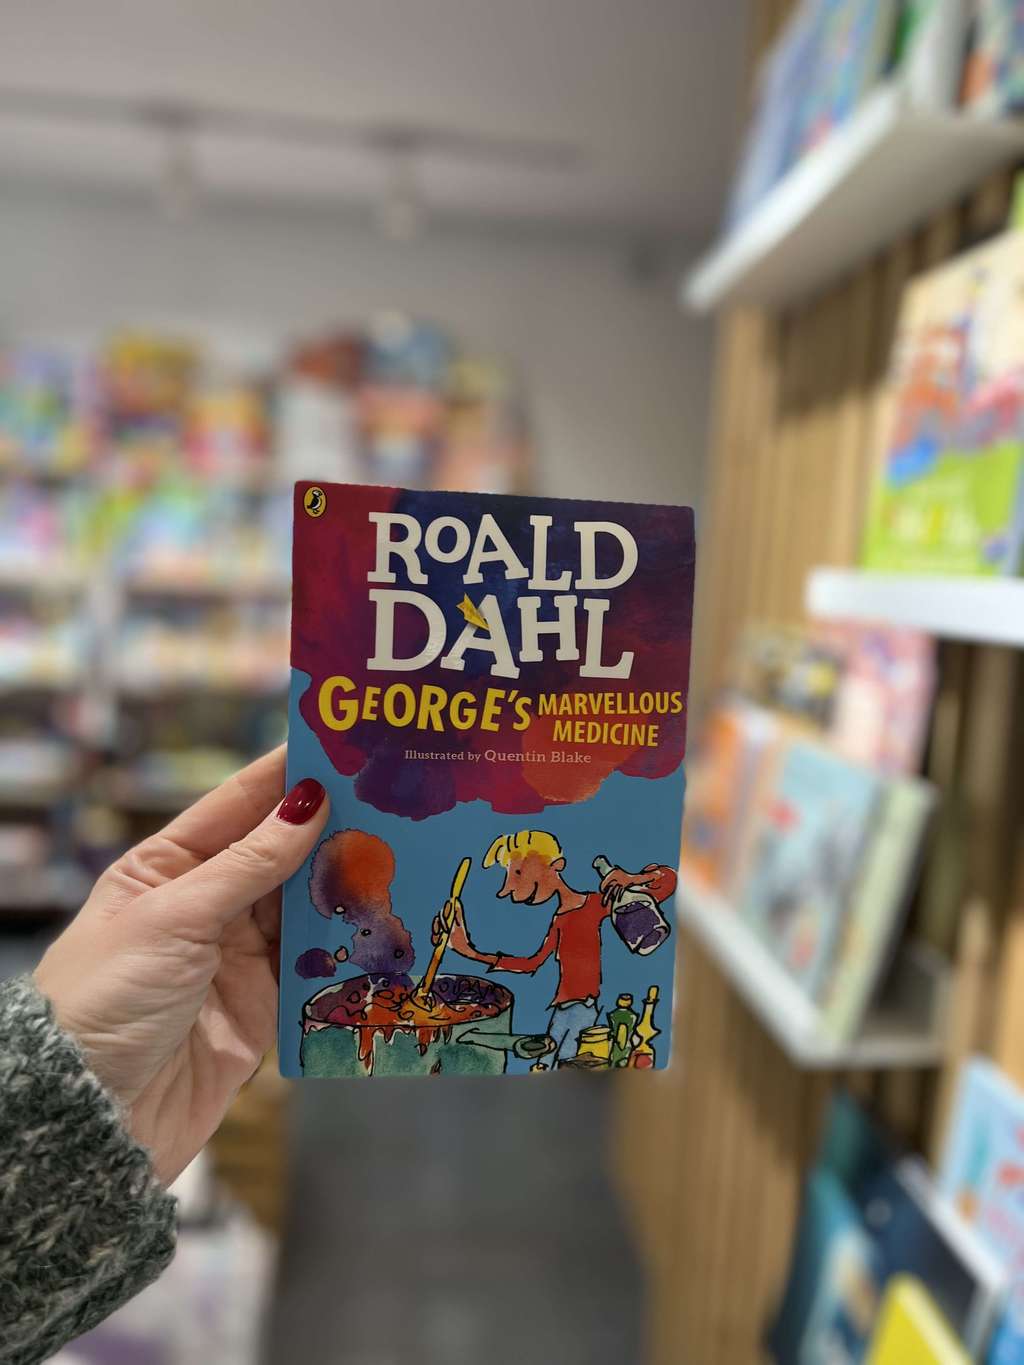 ROALD
DAHL
GEORGE'S MARVELLOUS
MEDICINE
Illustrated by Quentin Blake